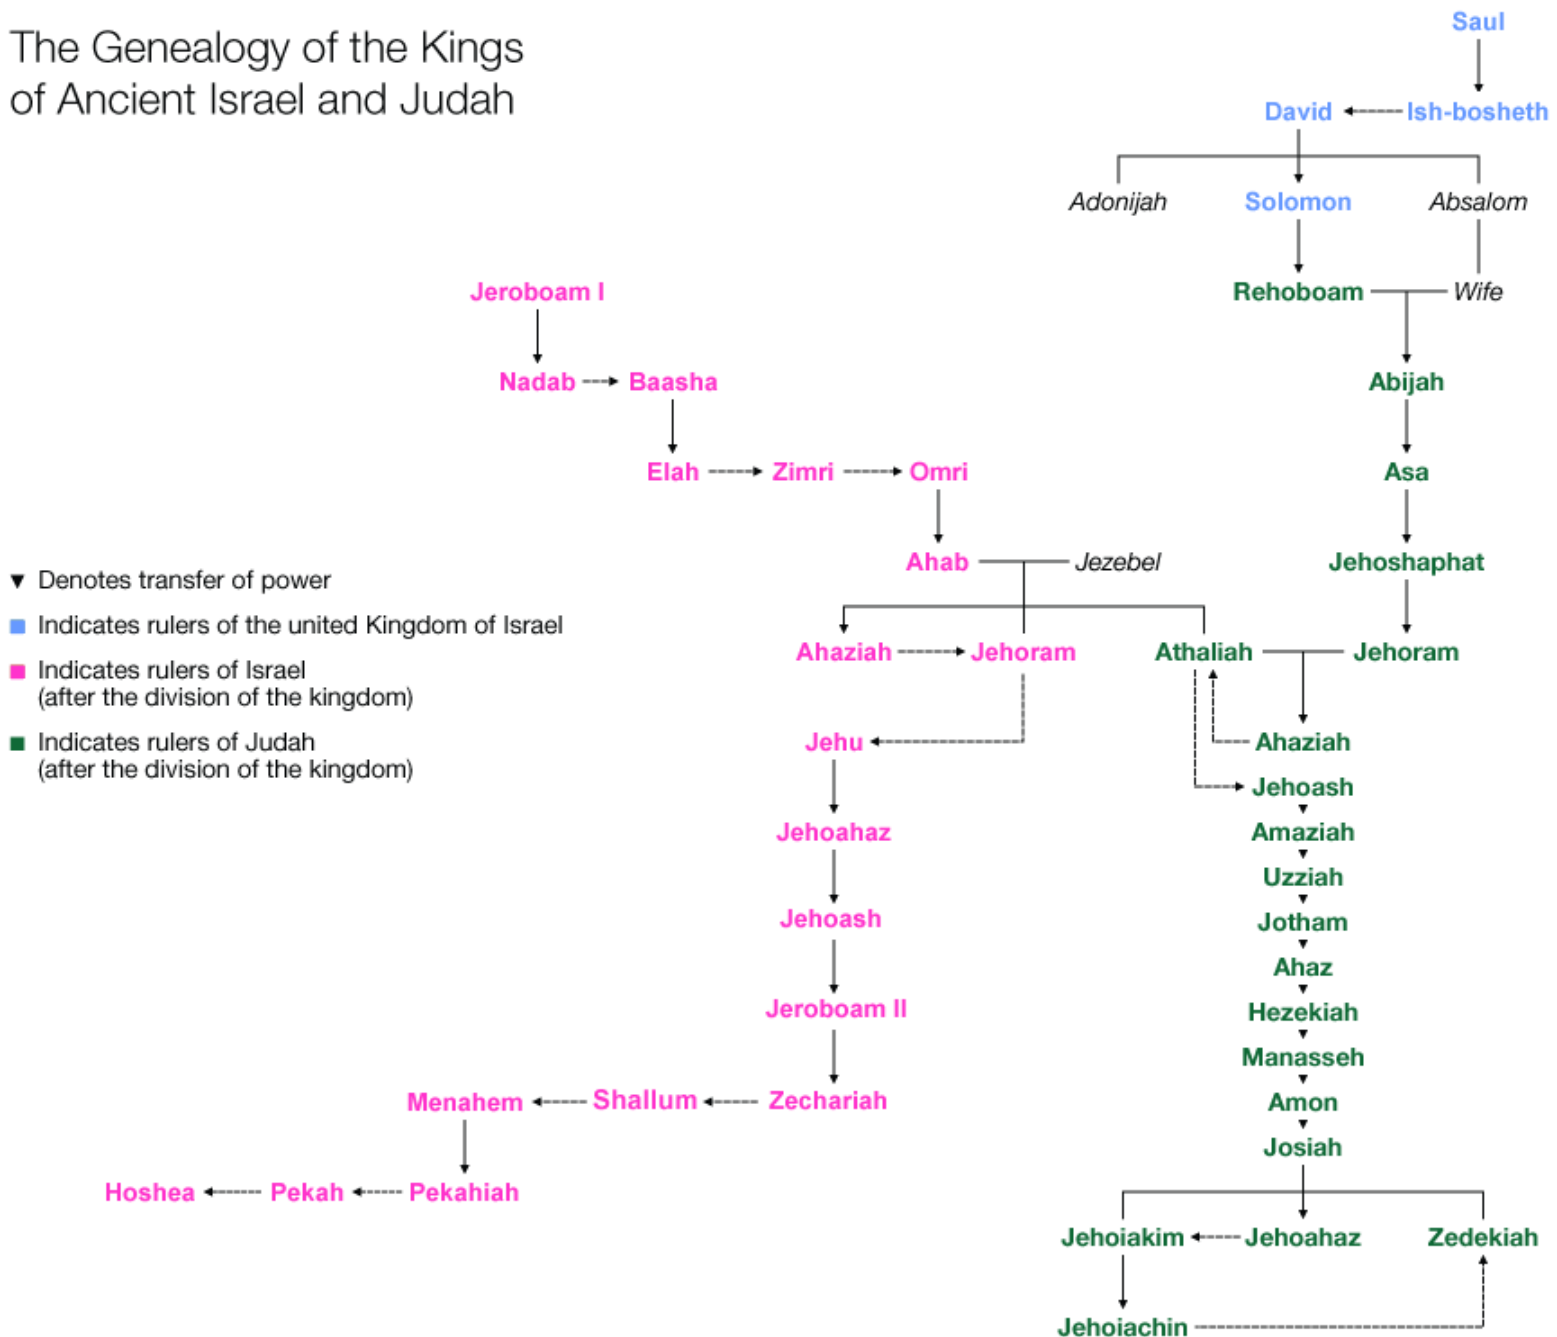 The Genealogy of the Kings
of Ancient Israel and Judah
Saul
David
Ish-bosheth
Adonijah
Solomon
Absalom
Jeroboam I
Rehoboam
Wife
Nadab
Baasha
Abijah
Elah
Zimri
Omri
Asa
Ahab
Jezebel
Jehoshaphat
Denotes transfer of power
Indicates rulers of the united Kingdom of Israel
Indicates rulers of Israel
(after the division of the kingdom)
Indicates rulers of Judah
(after the division of the kingdom)
Ahaziah
Jehoram
Athaliah
Jehoram
Jehu
Ahaziah
Jehoash
Jehoahaz
Amaziah
Uzziah
Jehoash
Jotham
Ahaz
Jeroboam II
Hezekiah
Manasseh
Menahem
Shallum
Zechariah
Amon
Josiah
Hoshea
Pekah
Pekahiah
Jehoiakim
Jehoahaz
Zedekiah
Jehoiachin